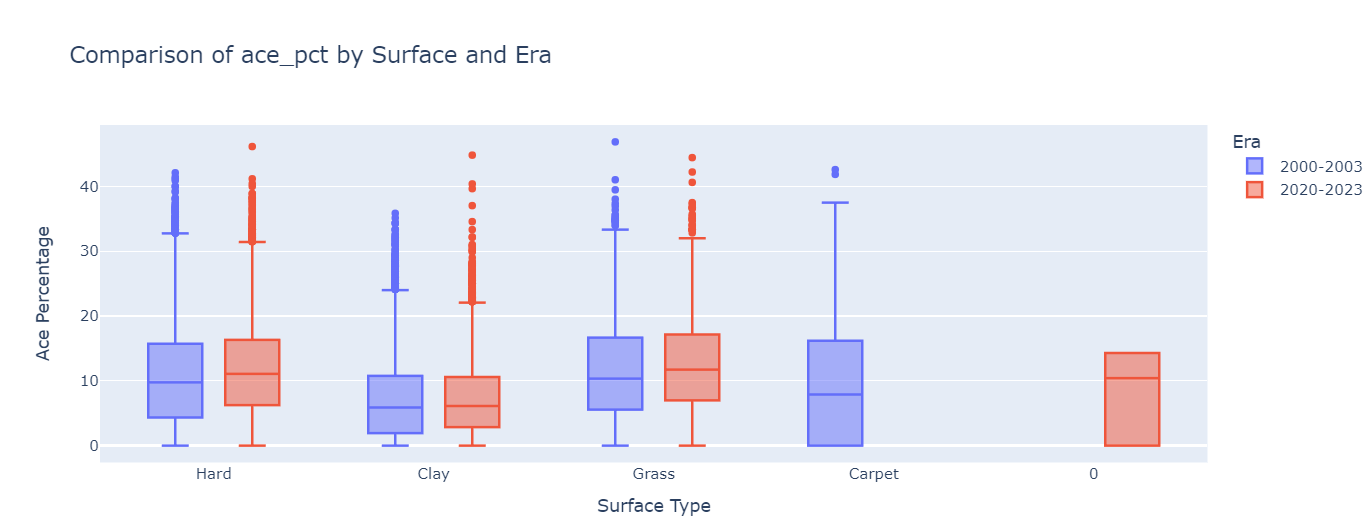 Comparison of ace_pct by Surface and Era
Era
2000-2003
2020-2023
Ace Percentage
40
30
20
10
0
Hard
Clay
Grass
Carpet
0
Surface Type